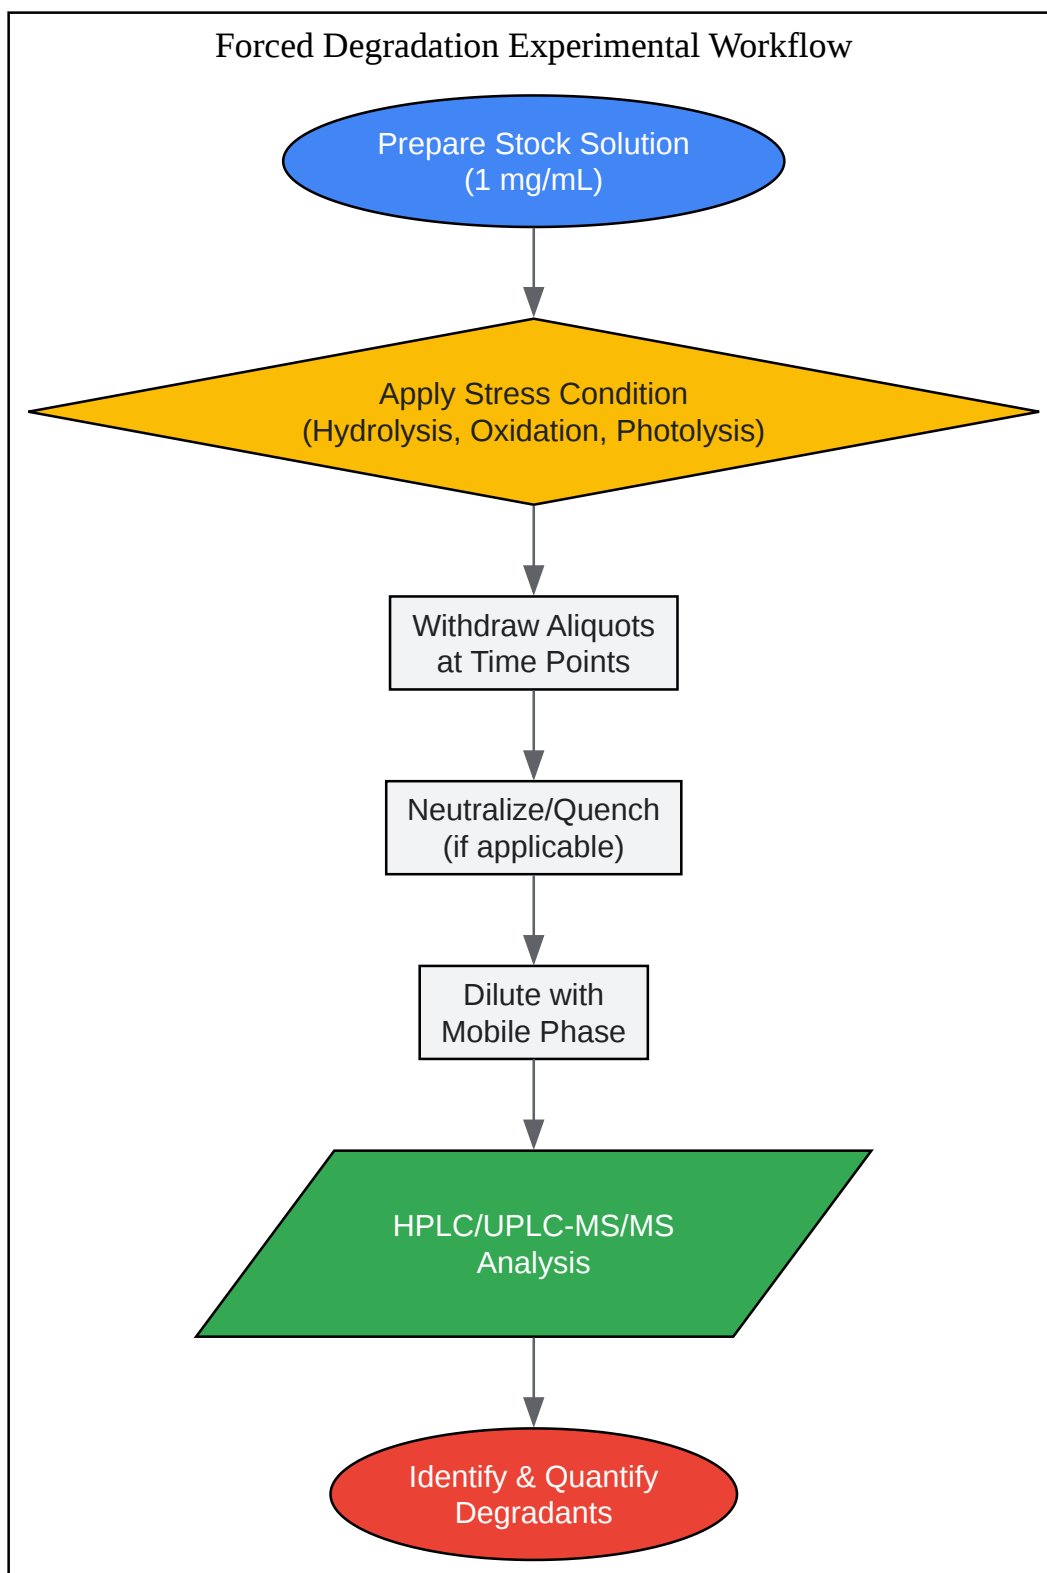 Forced Degradation Experimental Workflow
Prepare Stock Solution
(1 mg/mL)
Apply Stress Condition
(Hydrolysis, Oxidation, Photolysis)
Withdraw Aliquots
at Time Points
Neutralize/Quench
(if applicable)
Dilute with
Mobile Phase
HPLC/UPLC-MS/MS
Analysis
Identify & Quantify
Degradants